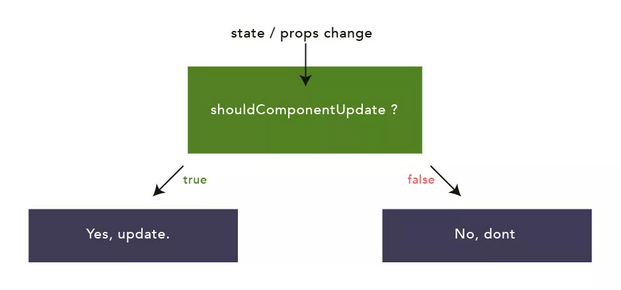 state / props change
shouldComponentUpdate ?
true
false
Yes, update.
No, dont